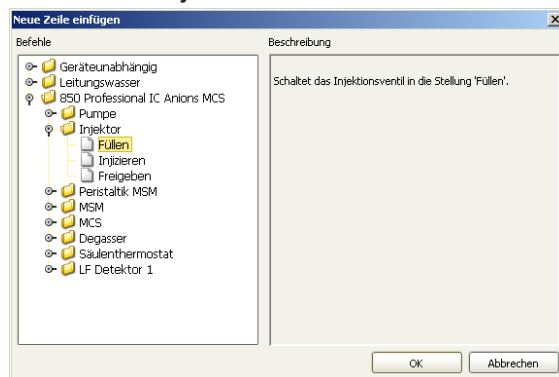 Neue Zeile einfügen
Befehle
Beschreibung
Geräteunabhängig
Leitungswasser
850 Professional IC Anions MCS
Pumpe
Injektor
Füllen
Injizieren
Freigeben
Peristaltik MSM
MSM
MCS
Degasser
Säulenthermostat
LF Detektor 1
Schaltet das Injektionsventil in die Stellung 'Füllen'.
OK
Abbrechen